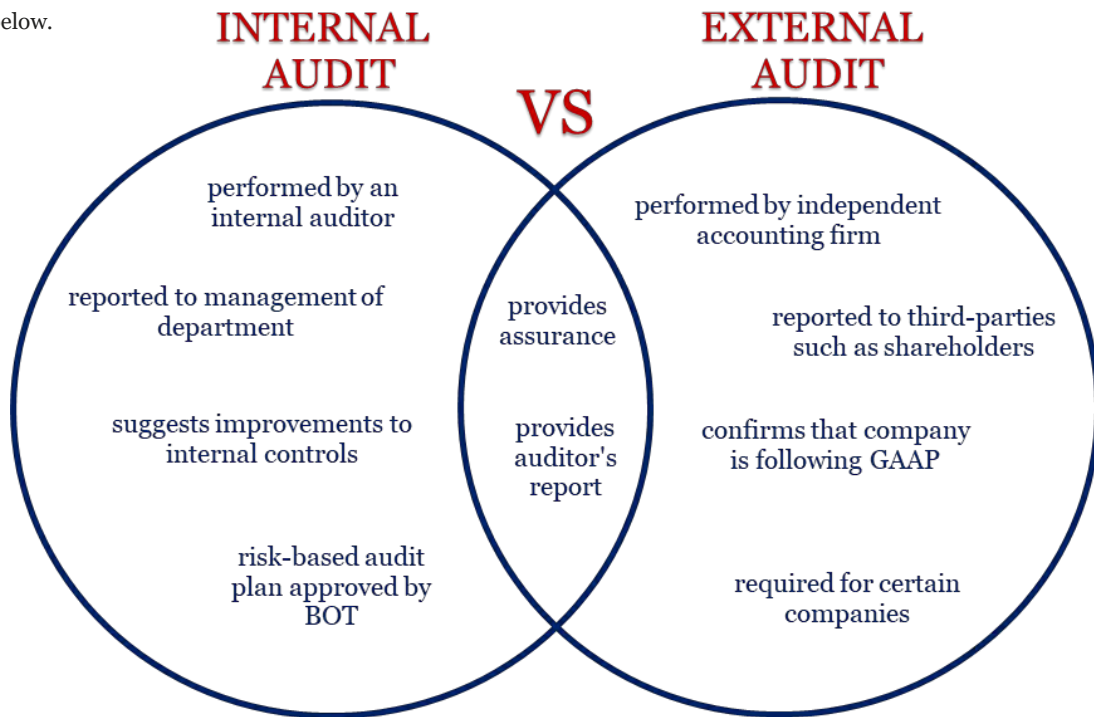 elow.
INTERNAL
AUDIT
VS
EXTERNAL
AUDIT
performed by an
internal auditor
reported to management of
department
suggests improvements to
internal controls
risk-based audit
plan approved by
BOT
provides
assurance
provides
auditor's
report
performed by independent
accounting firm
reported to third-parties
such as shareholders
confirms that company
is following GAAP
required for certain
companies